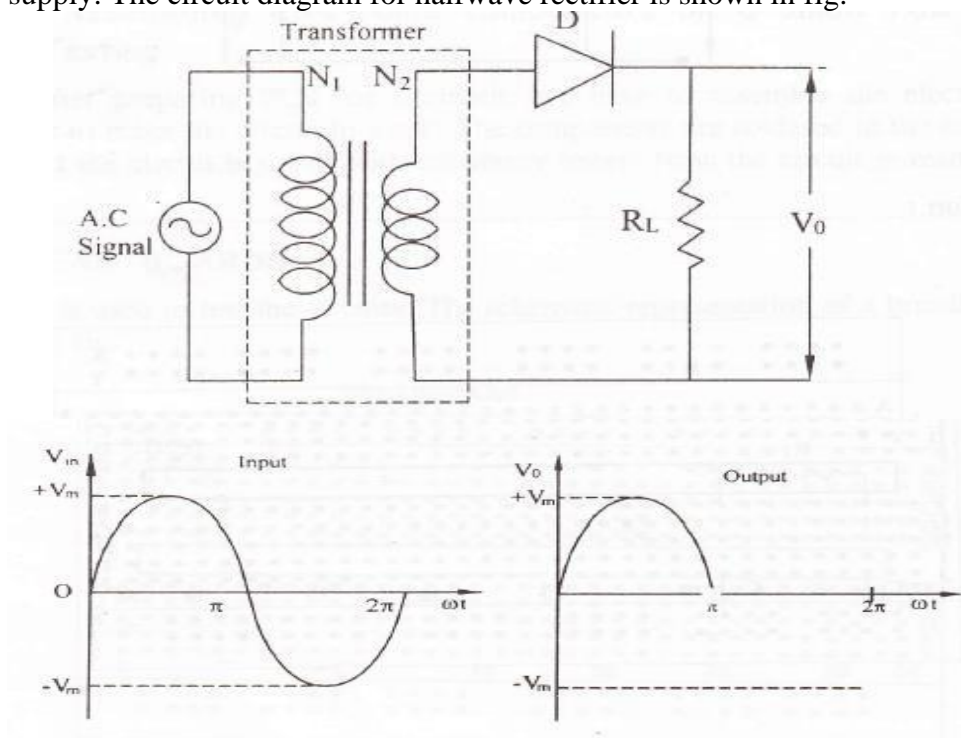 supply. The circuit diagram for halfwave rectifier is shown in fig.
Transformer
D
N1 N2
A.C
Signal
RL
V0
Vin
Input
+Vm
O
π
2π
ωt
-Vm
V0
Output
+Vm
π
2π
ωt
-Vm